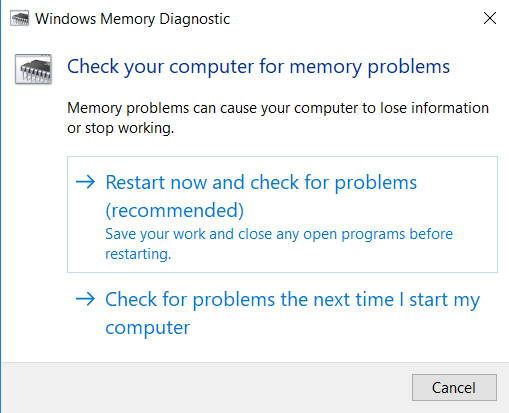 Windows Memory Diagnostic
Check your computer for memory problems
Memory problems can cause your computer to lose information
or stop working.
Restart now and check for problems
(recommended)
Save your work and close any open programs before
restarting.
Check for problems the next time I start my
computer
Cancel